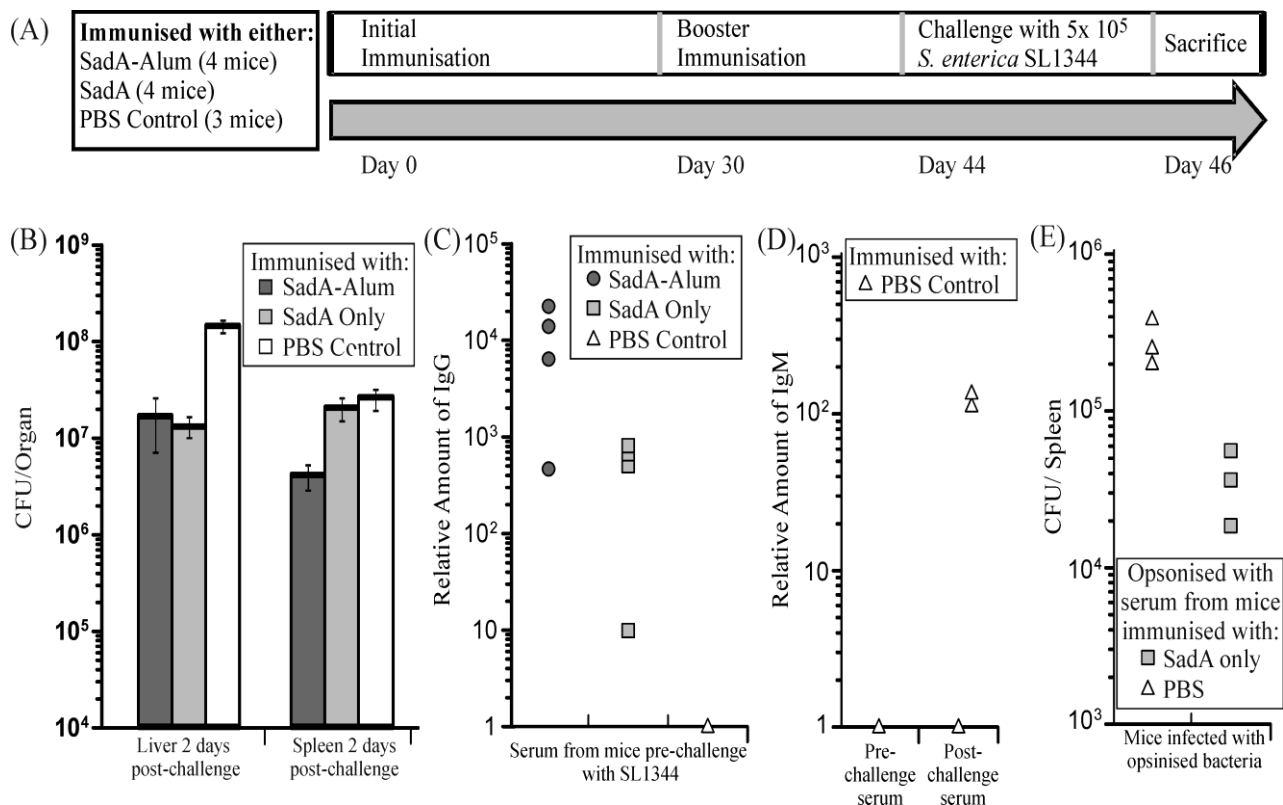 (A)
Immunised with either:
SadA-Alum (4 mice)
SadA (4 mice)
PBS Control (3 mice)
Initial
Immunisation
Booster
Immunisation
Challenge with 5x 10⁵
S. enterica SL1344
Sacrifice
Day 0
Day 30
Day 44
Day 46
(B)
CFU/Organ
10⁹
10⁸
10⁷
10⁶
10⁵
10⁴
Immunised with:
SadA-Alum
SadA Only
PBS Control
Liver 2 days
post-challenge
Spleen 2 days
post-challenge
(C)
Relative Amount of IgG
10⁵
10⁴
10³
10²
10
1
Immunised with:
SadA-Alum
SadA Only
PBS Control
Serum from mice pre-challenge
with SL1344
(D)
Relative Amount of IgM
10³
10²
10
1
Immunised with:
PBS Control
Pre-
challenge
serum
Post-
challenge
serum
(E)
CFU/ Spleen
10⁶
10⁵
10⁴
10³
Opsonised with
serum from mice
immunised with:
SadA only
PBS
Mice infected with
opsinised bacteria